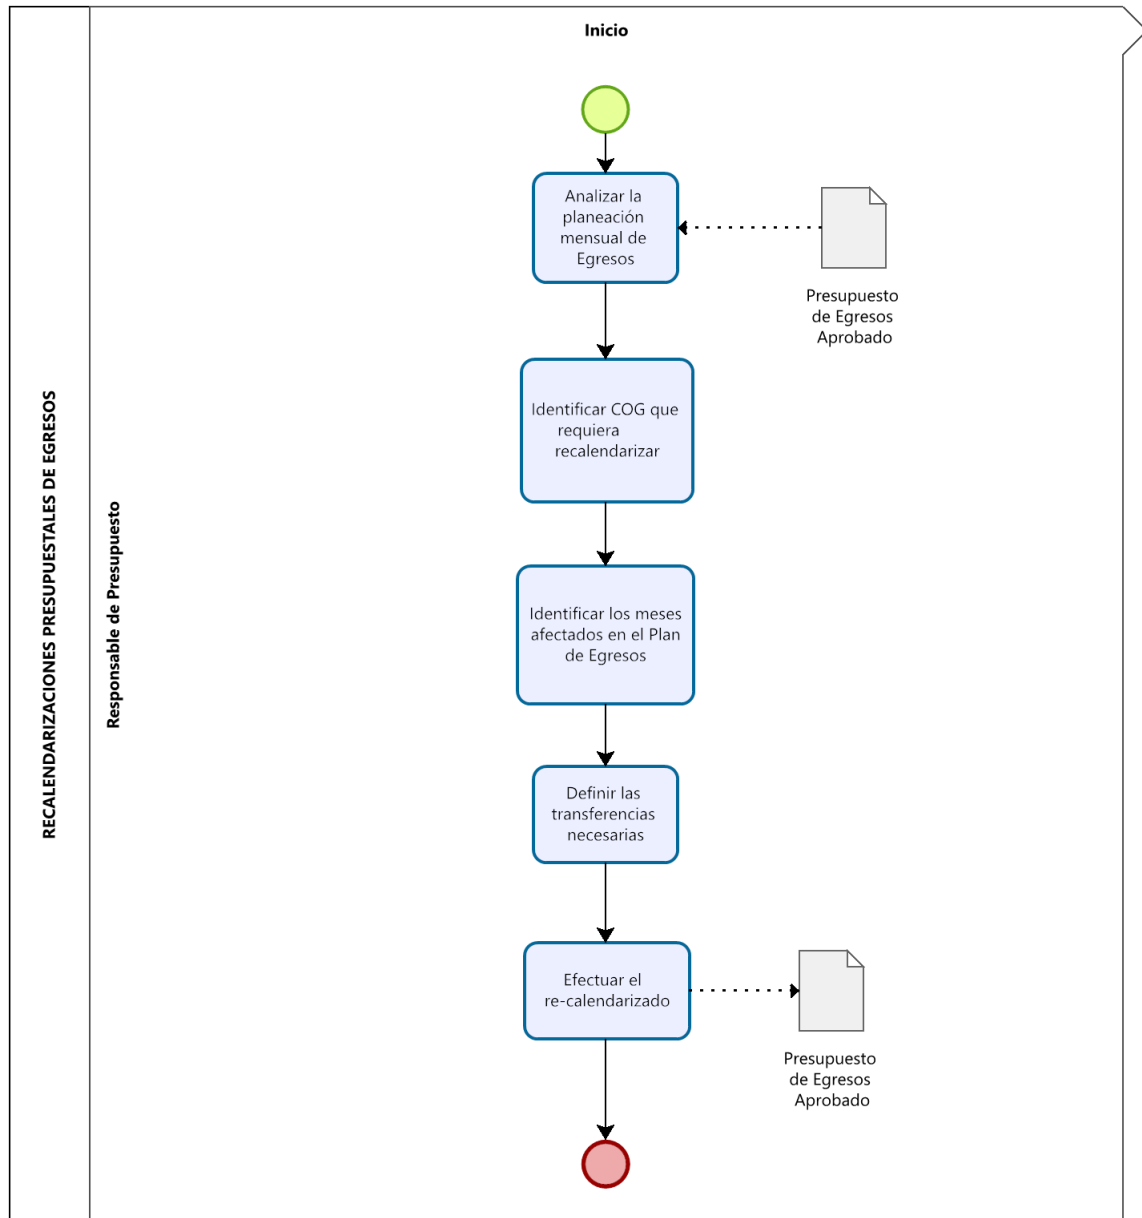 Inicio
RECALENDARIZACIONES PRESUPUESTALES DE EGRESOS
Responsable de Presupuesto
Analizar la
planeación
mensual de
Egresos
Presupuesto
de Egresos
Aprobado
Identificar COG que
requiera
recalendarizar
Identificar los meses
afectados en el Plan
de Egresos
Definir las
transferencias
necesarias
Efectuar el
re-calendarizado
Presupuesto
de Egresos
Aprobado